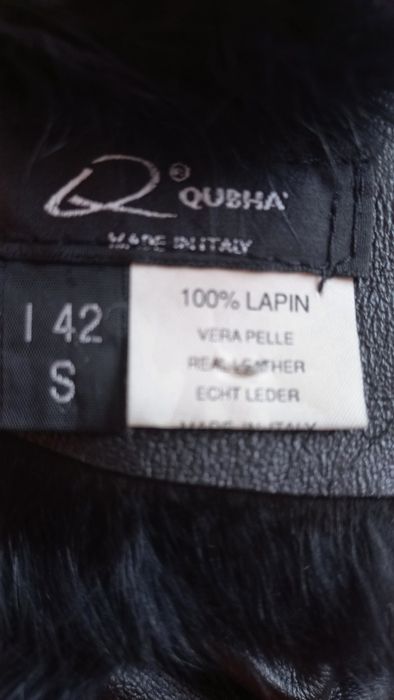 ® QUBHA'
MADE IN ITALY
I 42
S
100% LAPIN
VERA PELLE
REAL LEATHER
ECHT LEDER
MADE IN ITALY